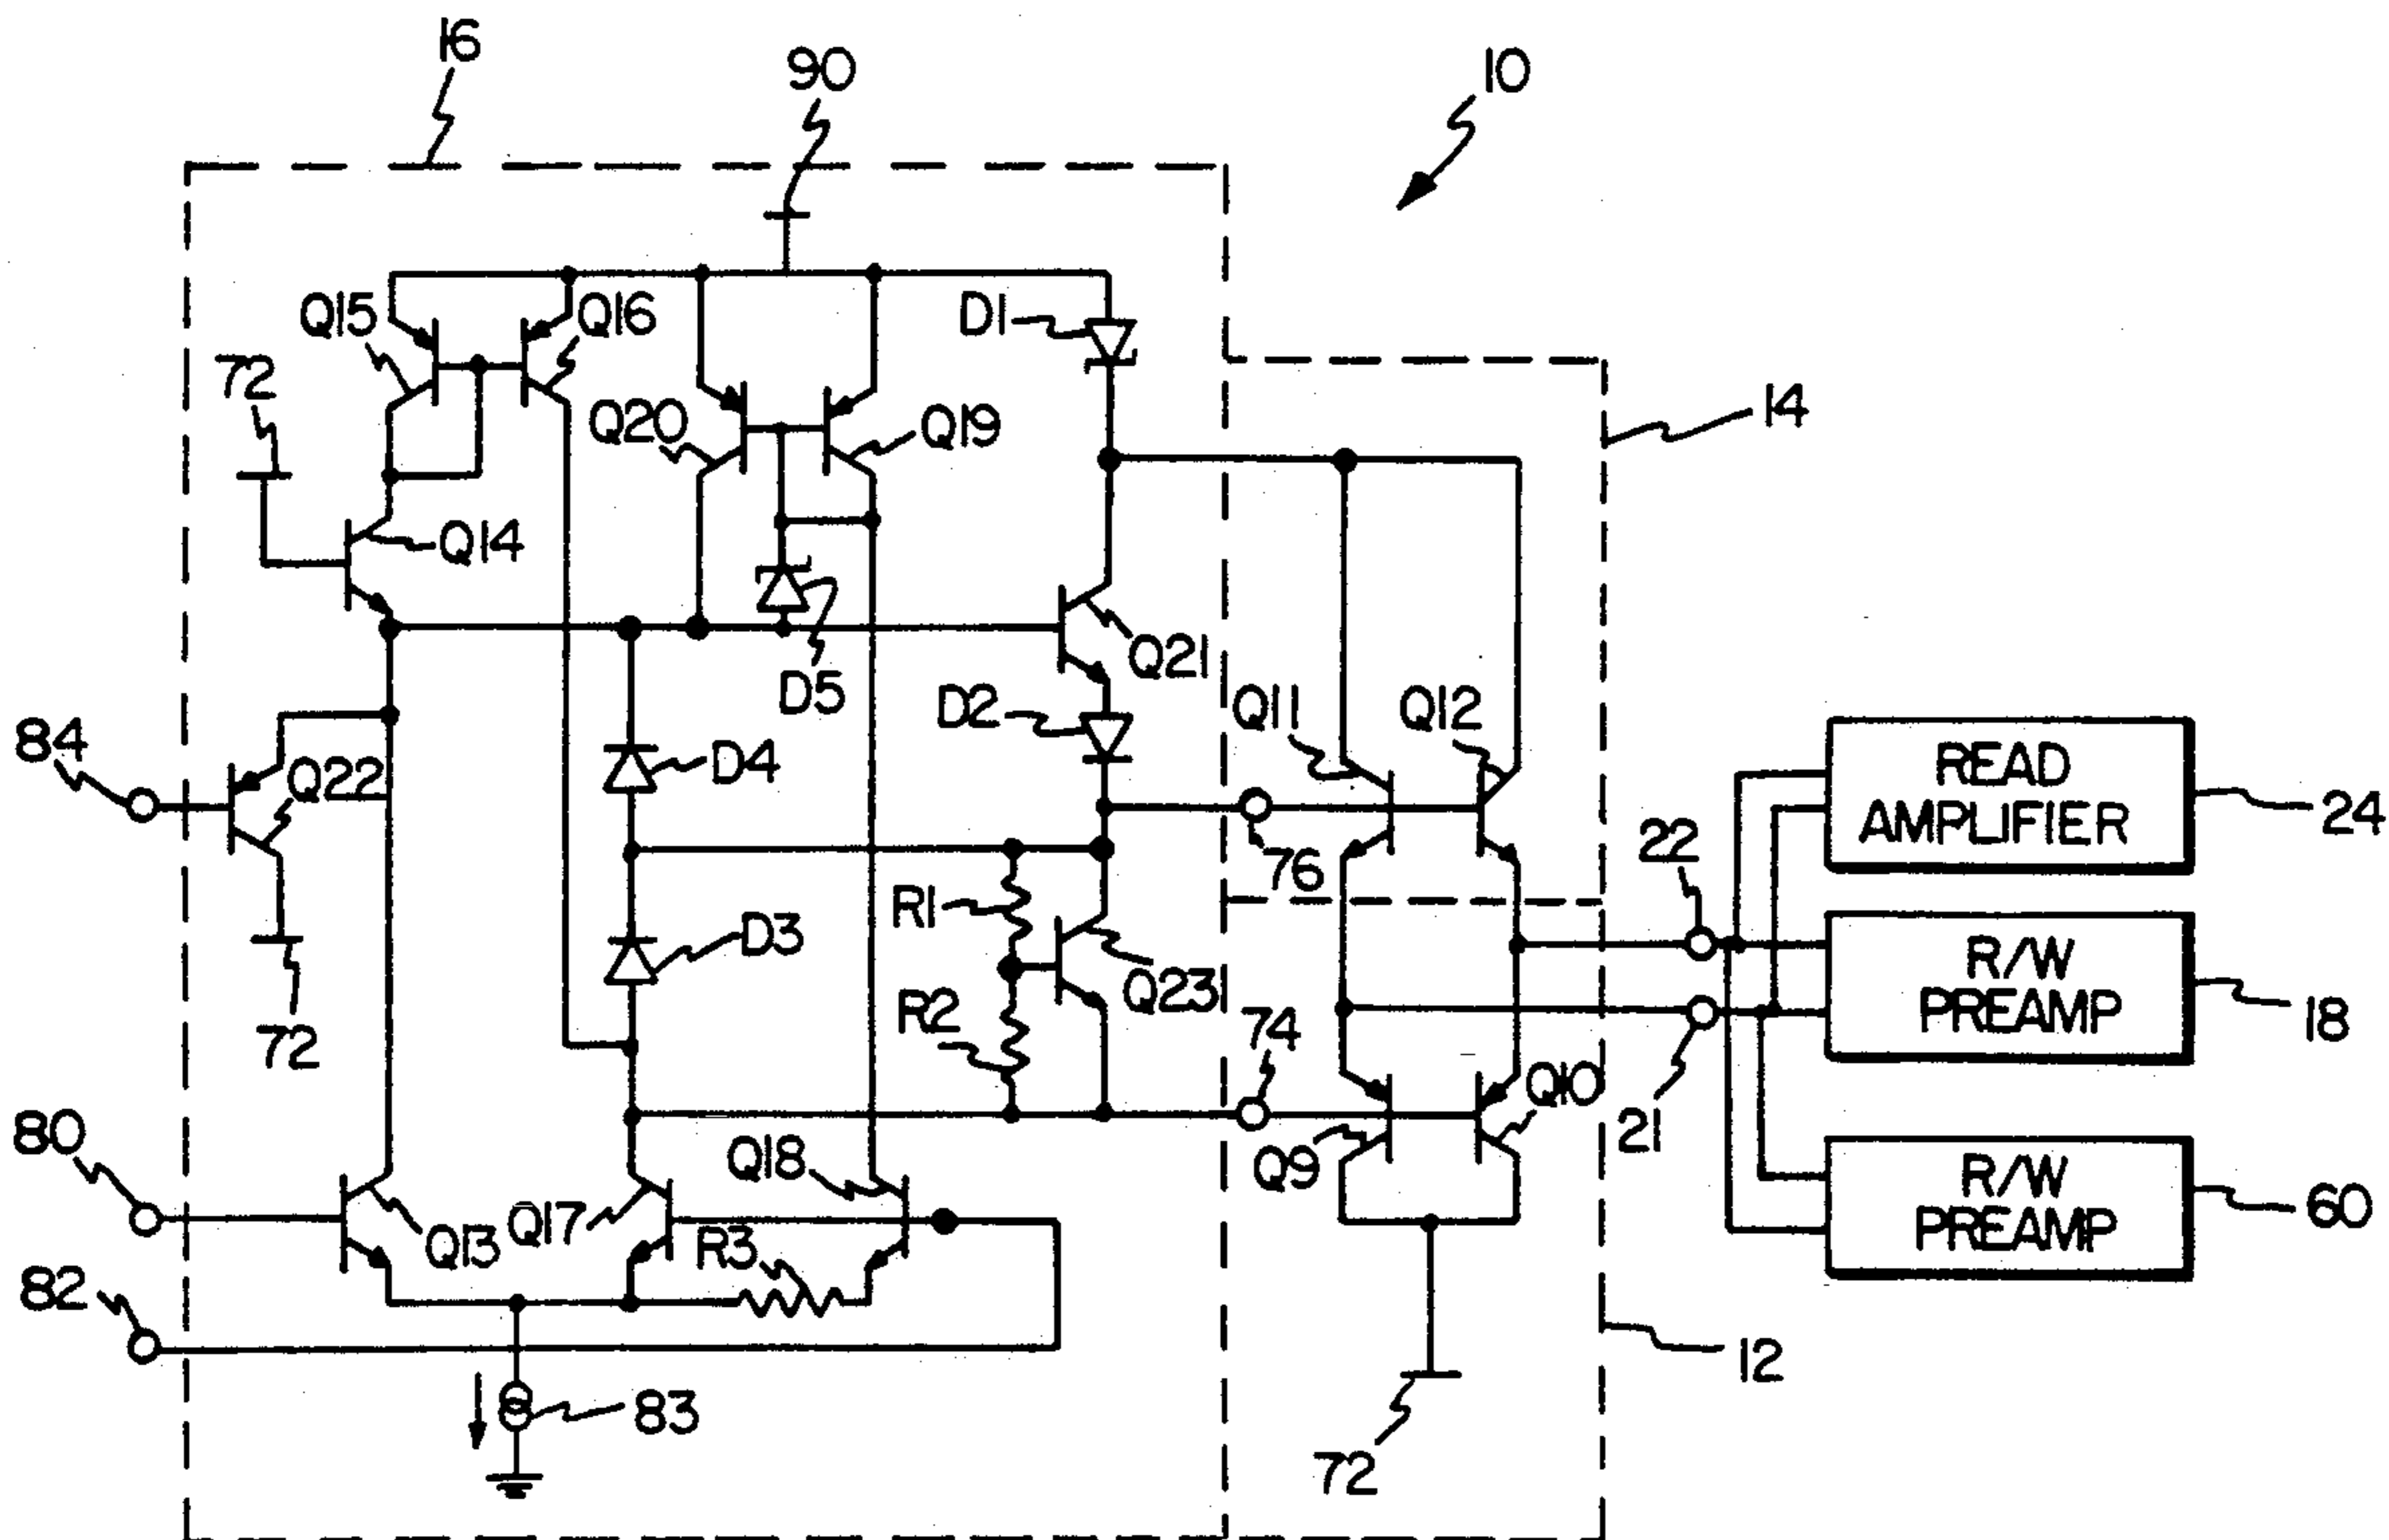 16
90
10
Q15
Q16
D1
72
Q20
Q19
14
Q14
D5
Q21
84
Q22
D4
D2
Q11
Q12
READ
AMPLIFIER
24
76
22
R1
D3
R/W
PREAMP
18
72
R2
Q23
74
Q10
21
80
Q13
Q17
Q18
R3
Q9
R/W
PREAMP
60
82
83
72
12